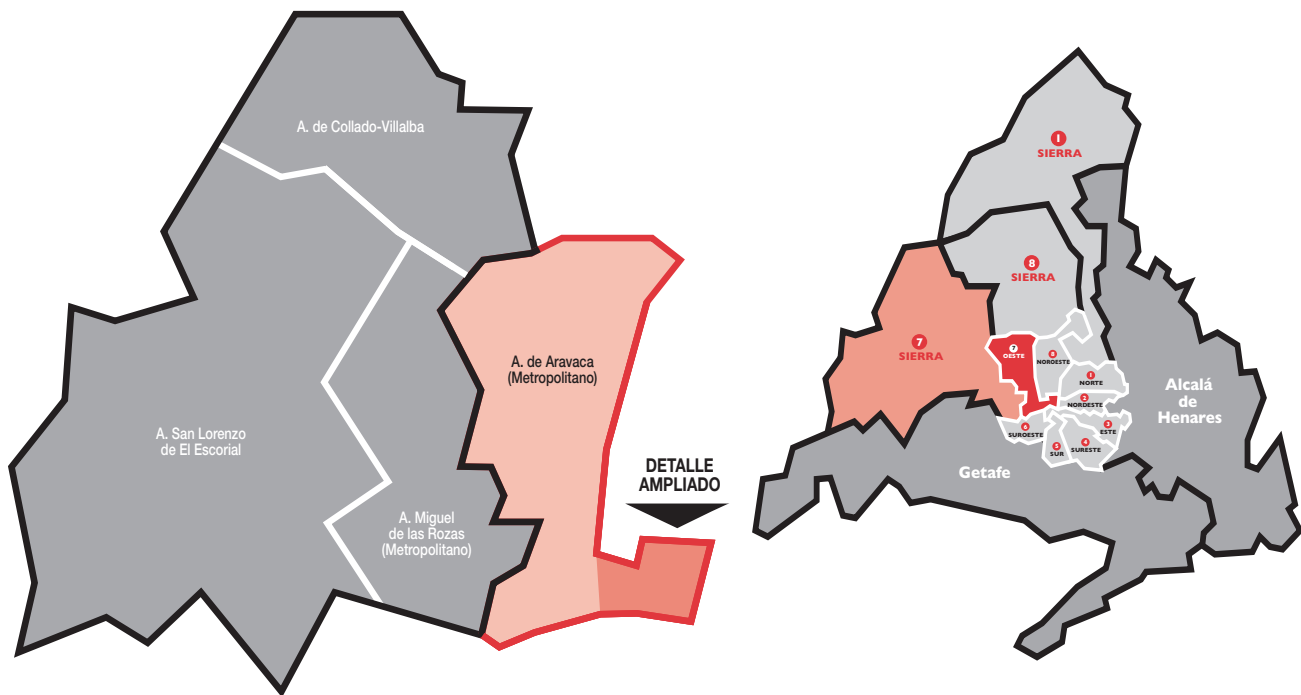 A. de Collado-Villalba
A. de Aravaca
(Metropolitano)
A. San Lorenzo
de El Escorial
A. Miguel
de las Rozas
(Metropolitano)
DETALLE
AMPLIADO
1
SIERRA
8
SIERRA
7
SIERRA
7
OESTE
8
NOROESTE
1
NORTE
2
NORDESTE
3
ESTE
4
SURESTE
5
SUR
6
SUROESTE
Alcalá
de
Henares
Getafe